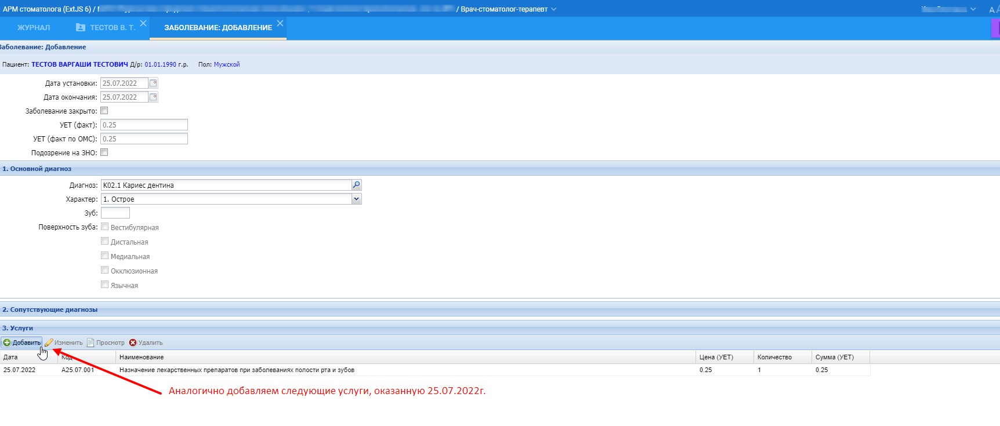 АРМ стоматолога (ExtJS 6) / / Врач-стоматолог-терапевт
ЖУРНАЛ ТЕСТОВ В. Т. ЗАБОЛЕВАНИЕ: ДОБАВЛЕНИЕ
Заболевание: Добавление
Пациент: ТЕСТОВ ВАРГАШИ ТЕСТОВИЧ Д/р: 01.01.1990 г.р. Пол: Мужской
Дата установки: 25.07.2022
Дата окончания: 25.07.2022
Заболевание закрыто:
УЕТ (факт): 0.25
УЕТ (факт по ОМС): 0.25
Подозрение на ЗНО:
1. Основной диагноз
Диагноз: K02.1 Кариес дентина
Характер: 1. Острое
Зуб:
Поверхность зуба: Вестибулярная
Дистальная
Медиальная
Окклюзионная
Язычная
2. Сопутствующие диагнозы
3. Услуги
Добавить Изменить Просмотр Удалить
Дата Код Наименование Цена (УЕТ) Количество Сумма (УЕТ)
25.07.2022 A25.07.001 Назначение лекарственных препаратов при заболеваниях полости рта и зубов 0.25 1 0.25
Аналогично добавляем следующие услуги, оказанную 25.07.2022г.